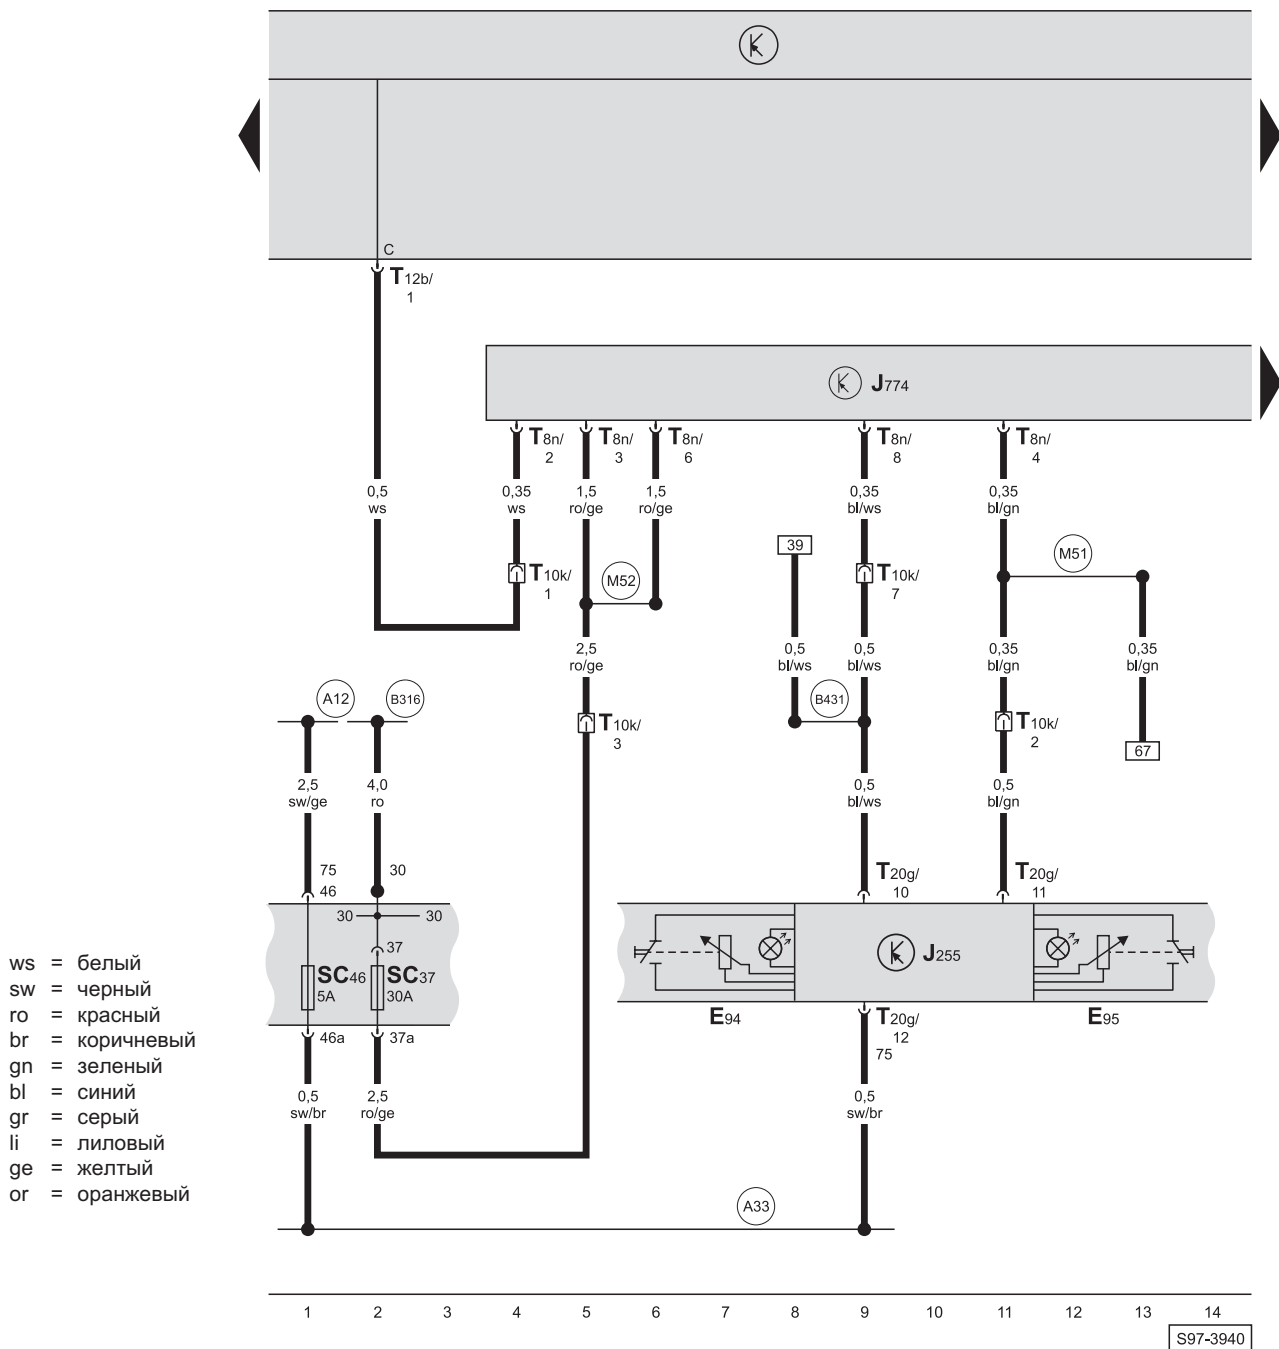 C
T12b/
1
J774
T8n/
2
T8n/
3
T8n/
6
T8n/
8
T8n/
4
0,5
ws
0,35
ws
1,5
ro/ge
1,5
ro/ge
0,35
bl/ws
0,35
bl/gn
39
M51
T10k/
1
M52
T10k/
7
2,5
ro/ge
0,5
bl/ws
0,5
bl/ws
0,35
bl/gn
0,35
bl/gn
A12
B316
B431
T10k/
3
T10k/
2
67
2,5
sw/ge
4,0
ro
0,5
bl/ws
0,5
bl/gn
75
46
30
T20g/
10
T20g/
11
30
30
37
SC46
5A
SC37
30A
J255
E94
E95
46a
37a
T20g/
12
75
0,5
sw/br
2,5
ro/ge
0,5
sw/br
A33
ws = белый
sw = черный
ro = красный
br = коричневый
gn = зеленый
bl = синий
gr = серый
li = лиловый
ge = желтый
or = оранжевый
1 2 3 4 5 6 7 8 9 10 11 12 13 14
S97-3940